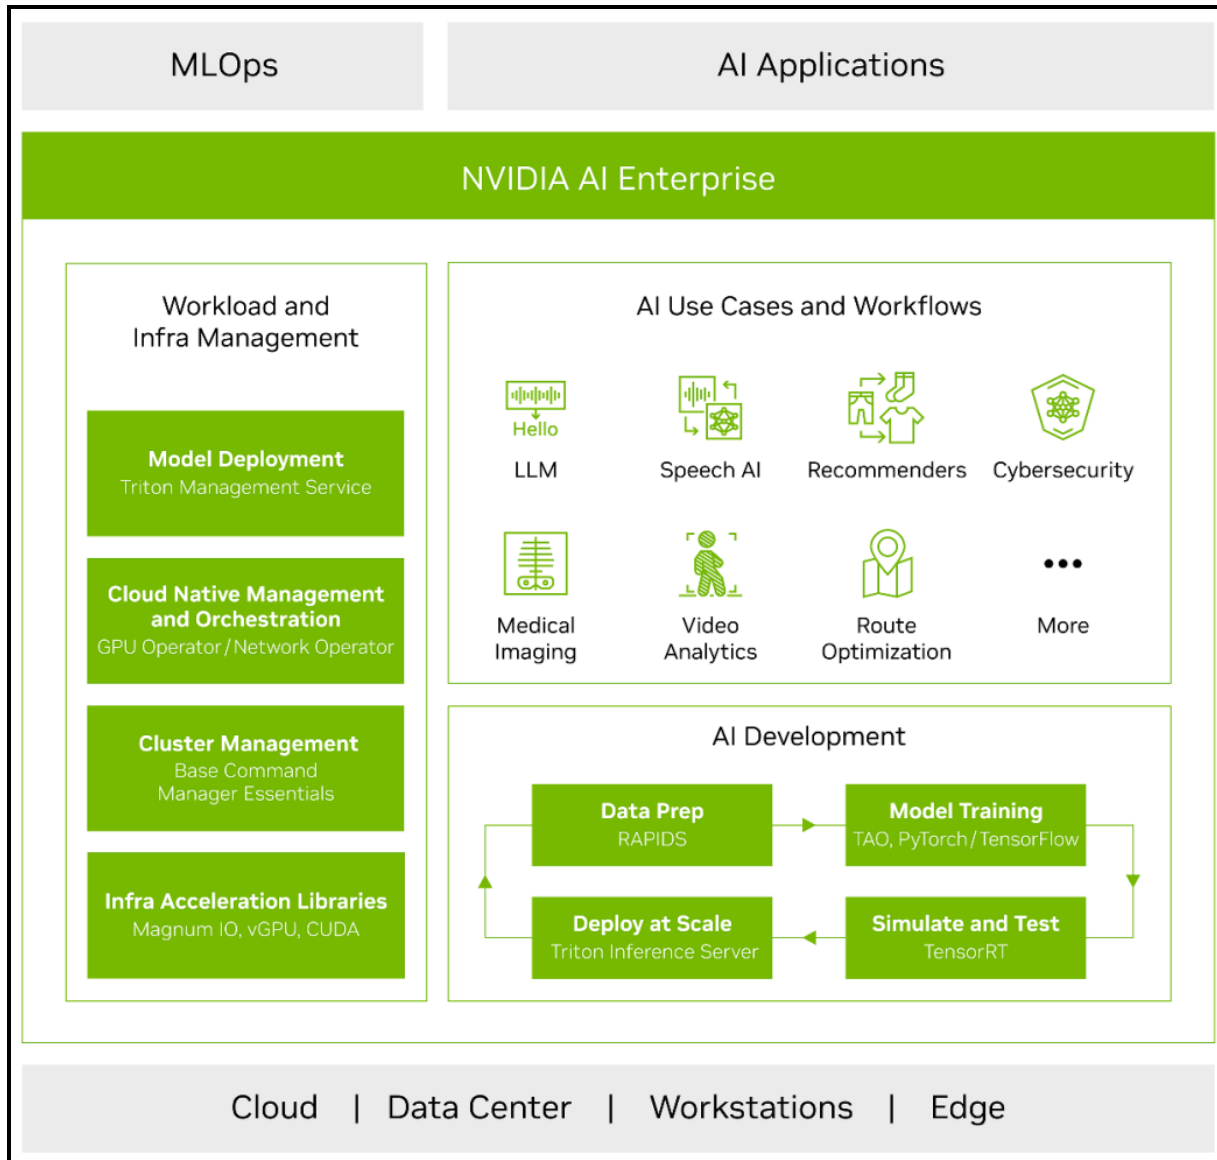 MLOps
AI Applications
NVIDIA AI Enterprise
Workload and
Infra Management
Model Deployment
Triton Management Service
Cloud Native Management
and Orchestration
GPU Operator/Network Operator
Cluster Management
Base Command
Manager Essentials
Infra Acceleration Libraries
Magnum IO, vGPU, CUDA
AI Use Cases and Workflows
Hello
LLM
Speech AI
Recommenders
Cybersecurity
Medical
Imaging
Video
Analytics
Route
Optimization
More
AI Development
Data Prep
RAPIDS
Model Training
TAO, PyTorch/TensorFlow
Deploy at Scale
Triton Inference Server
Simulate and Test
TensorRT
Cloud | Data Center | Workstations | Edge